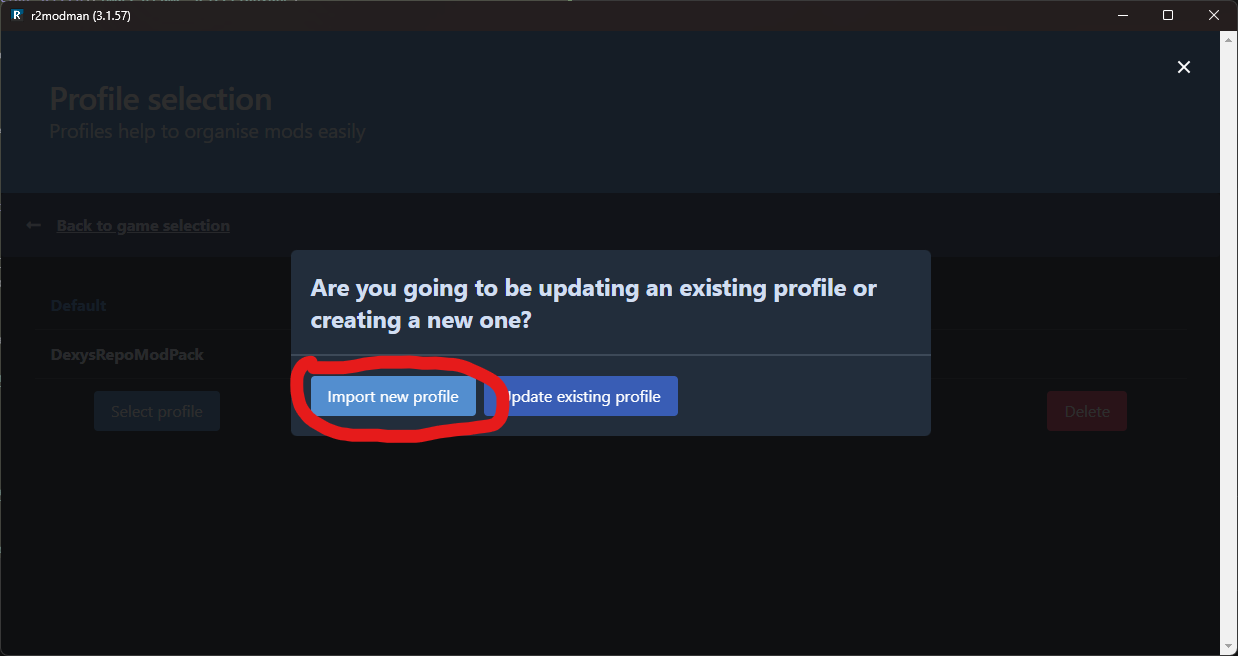 R r2modman (3.1.57)
Profile selection
Profiles help to organise mods easily
Back to game selection
Default
Are you going to be updating an existing profile or
creating a new one?
DexysRepoModPack
Import new profile
pdate existing profile
Select profile
Delete